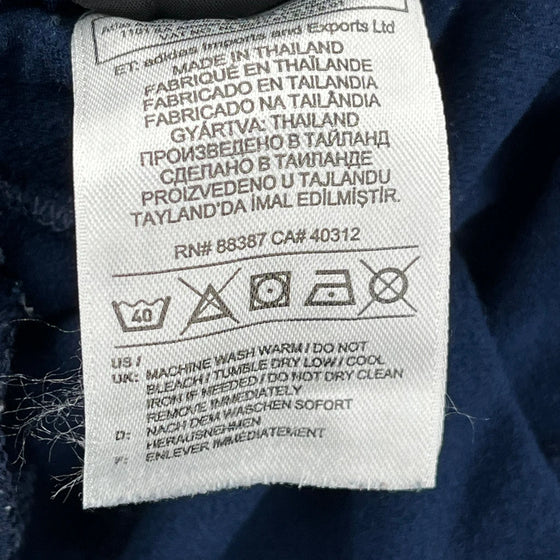 ET: adidas Imports and Exports Ltd
MADE IN THAILAND
FABRIQUÉ EN THAÏLANDE
FABRICADO EN TAILANDIA
FABRICADO NA TAILÂNDIA
GYÁRTVA: THAILAND
ПРОИЗВЕДЕНО В ТАЙЛАНД
СДЕЛАНО В ТАИЛАНДЕ
PROIZVEDENO U TAJLANDU
TAYLAND'DA İMAL EDİLMİŞTİR.
RN# 88387 CA# 40312
40
US /
UK: MACHINE WASH WARM / DO NOT
BLEACH / TUMBLE DRY LOW / COOL
IRON IF NEEDED / DO NOT DRY CLEAN
REMOVE IMMEDIATELY
D: NACH DEM WASCHEN SOFORT
HERAUSNEHMEN
F: ENLEVER IMMÉDIATEMENT